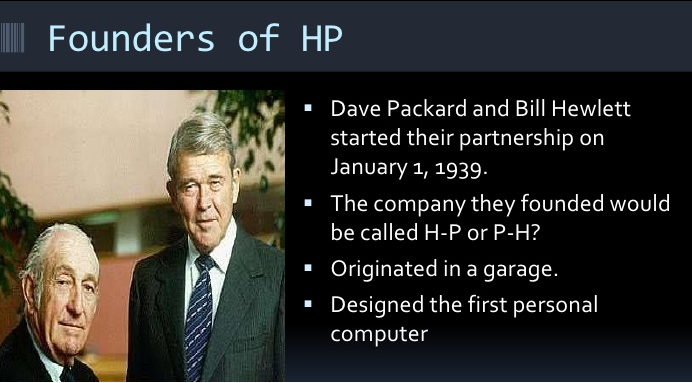 Founders of HP
Dave Packard and Bill Hewlett
started their partnership on
January 1, 1939.
The company they founded would
be called H-P or P-H?
Originated in a garage.
Designed the first personal
computer